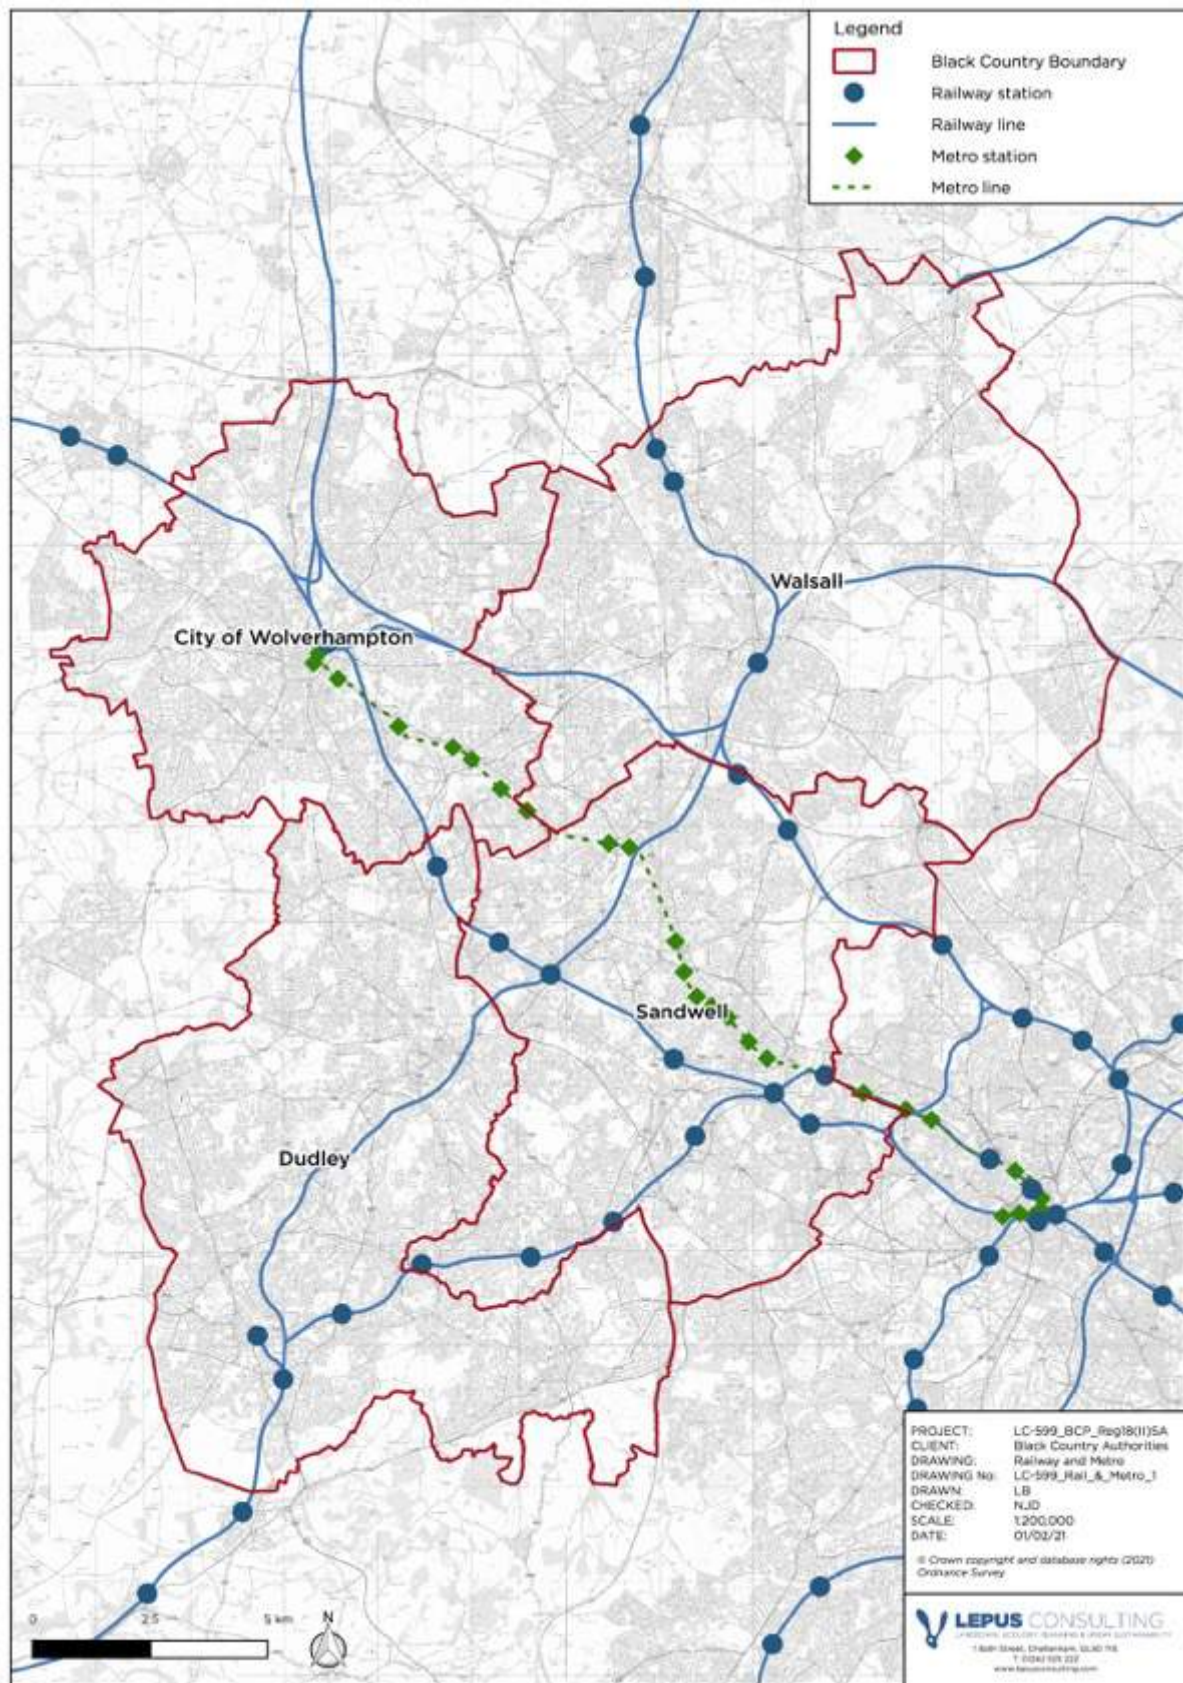 Legend
Black Country Boundary
Railway station
Railway line
Metro station
Metro line
Walsall
City of Wolverhampton
Sandwell
Dudley
PROJECT: LC-599_BCP_Reg18(II)SA
CLIENT: Black Country Authorities
DRAWING: Railway and Metro
DRAWING No: LC-599_Rail_&_Metro_1
DRAWN: LB
CHECKED: NJD
SCALE: 1:200,000
DATE: 01/02/21
© Crown copyright and database rights (2021)
Ordnance Survey
0 2.5 5 km
N
LEPUS CONSULTING
www.lepusconsulting.com